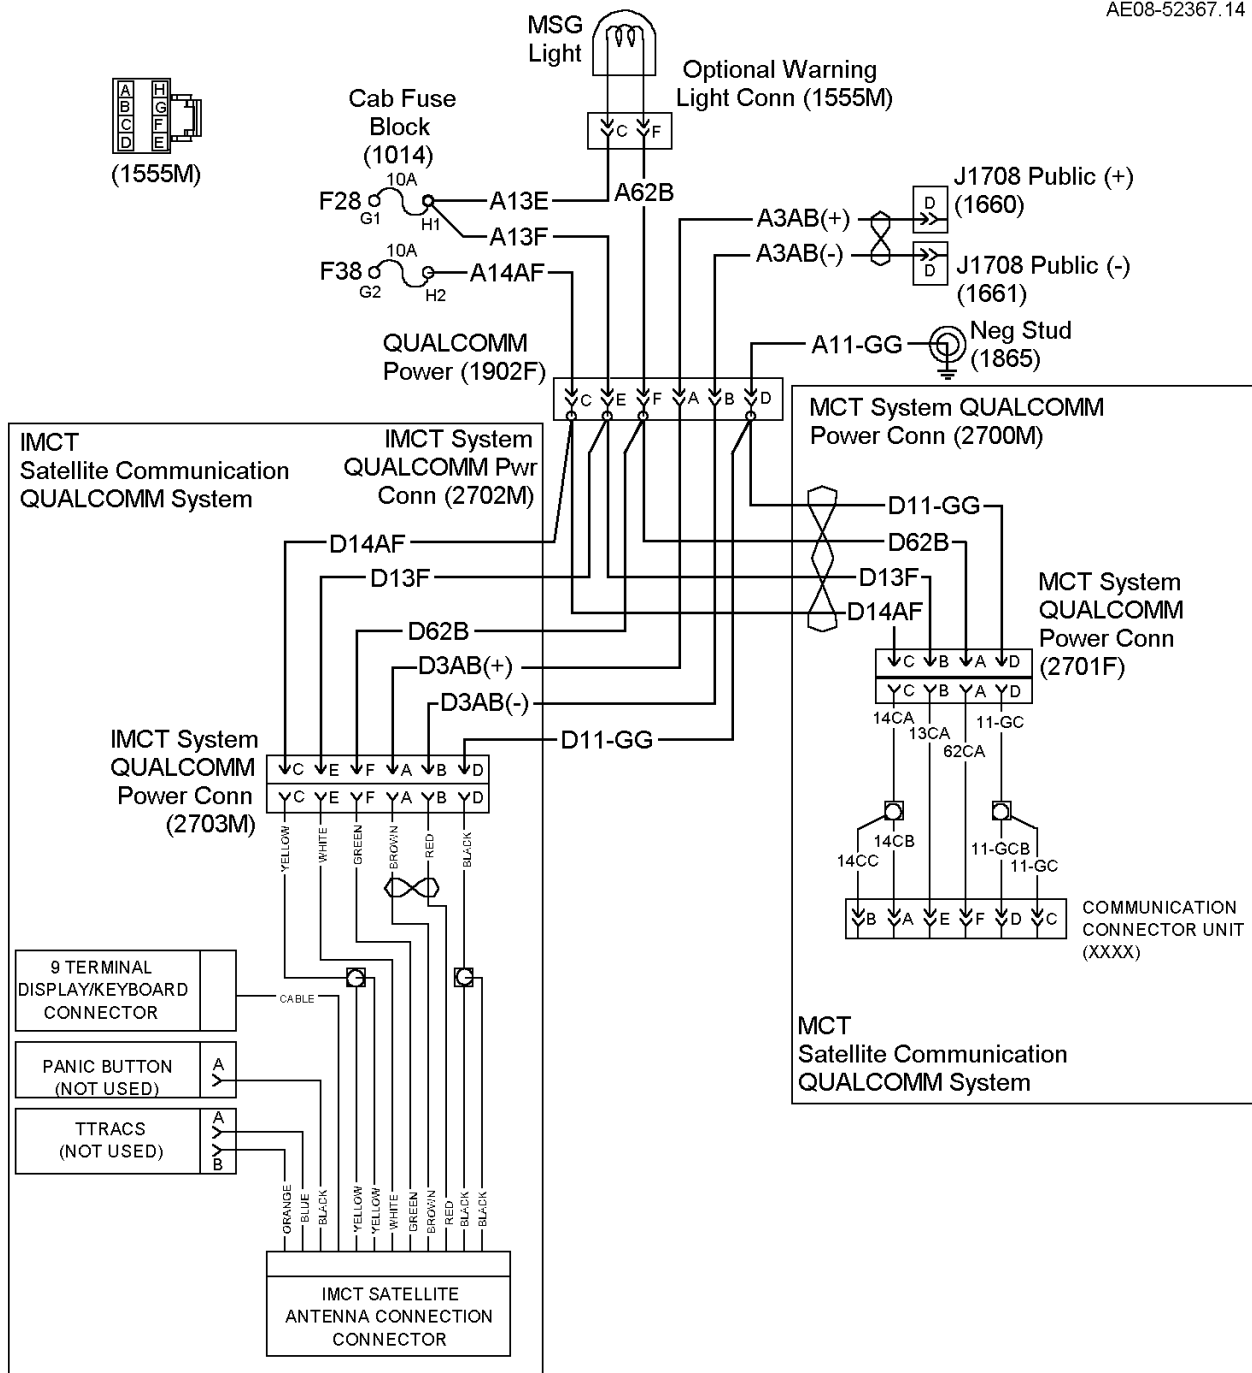 AE08-52367.14
MSG
Light
Optional Warning
Light Conn (1555M)
C
F
A
B
C
D
H
G
F
E
(1555M)
Cab Fuse
Block
(1014)
10A
F28
G1
H1
A13E
A13F
10A
F38
G2
H2
A14AF
A62B
A3AB(+)
D
J1708 Public (+)
(1660)
A3AB(-)
D
J1708 Public (-)
(1661)
A11-GG
Neg Stud
(1865)
QUALCOMM
Power (1902F)
C
E
F
A
B
D
IMCT
Satellite Communication
QUALCOMM System
IMCT System
QUALCOMM Pwr
Conn (2702M)
MCT System QUALCOMM
Power Conn (2700M)
D14AF
D13F
D62B
D3AB(+)
D3AB(-)
D11-GG
D11-GG
D62B
D13F
D14AF
MCT System
QUALCOMM
Power Conn
(2701F)
C
B
A
D
C
B
A
D
14CA
13CA
62CA
11-GC
14CC
14CB
11-GCB
11-GC
B
A
E
F
D
C
COMMUNICATION
CONNECTOR UNIT
(XXXX)
MCT
Satellite Communication
QUALCOMM System
IMCT System
QUALCOMM
Power Conn
(2703M)
C
E
F
A
B
D
C
E
F
A
B
D
YELLOW
WHITE
GREEN
BROWN
RED
BLACK
9 TERMINAL
DISPLAY/KEYBOARD
CONNECTOR
CABLE
PANIC BUTTON
(NOT USED)
A
TTRACS
(NOT USED)
A
B
ORANGE
BLUE
BLACK
YELLOW
YELLOW
WHITE
GREEN
BROWN
RED
BLACK
BLACK
IMCT SATELLITE
ANTENNA CONNECTION
CONNECTOR